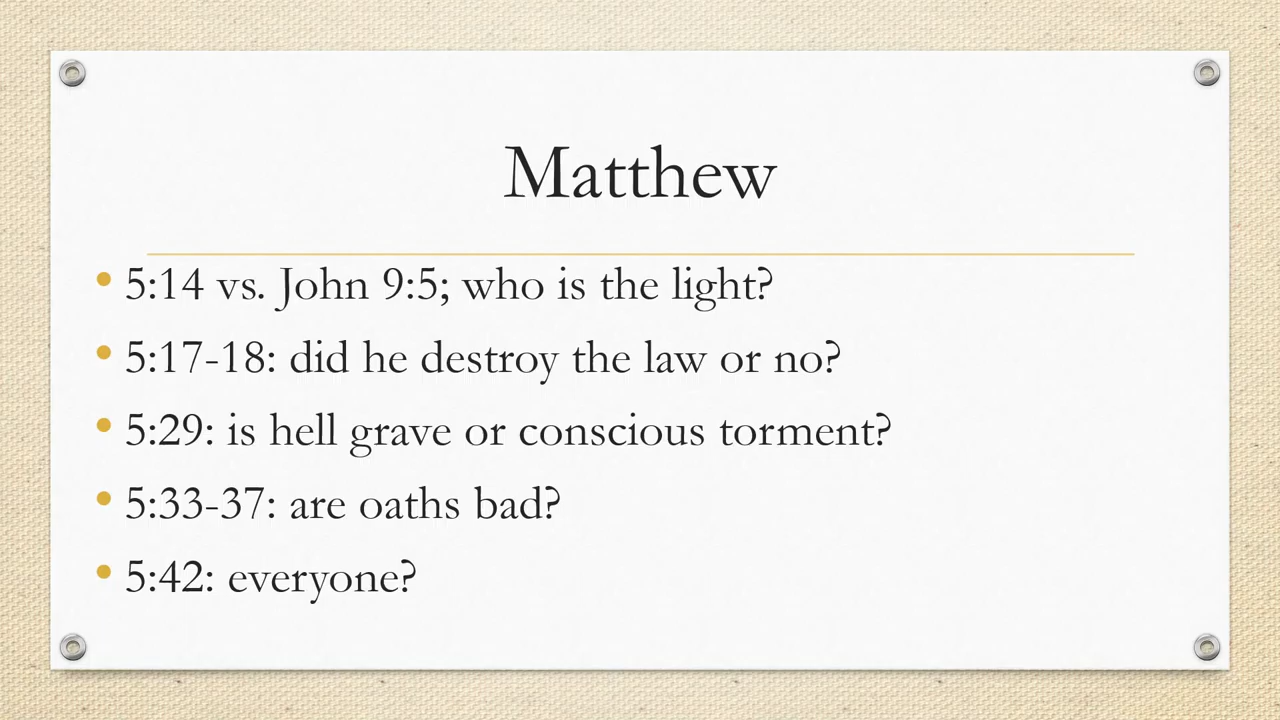 Matthew
• 5:14 vs. John 9:5; who is the light?
• 5:17-18: did he destroy the law or no?
• 5:29: is hell grave or conscious torment?
• 5:33-37: are oaths bad?
• 5:42: everyone?